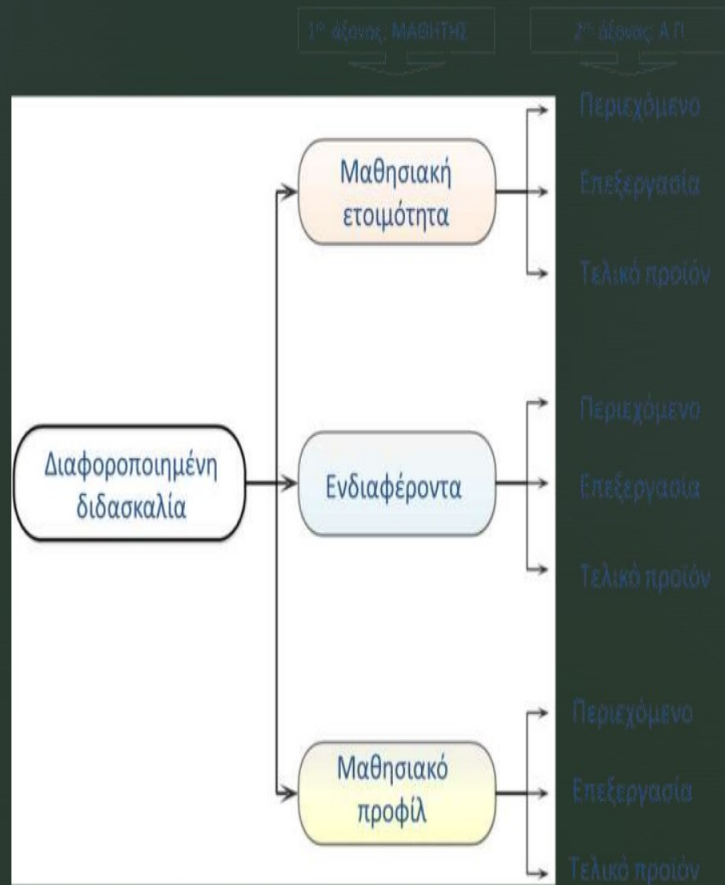 1ος άξονας: ΜΑΘΗΤΗΣ
2ος άξονας: Α.Π.
Περιεχόμενο
Μαθησιακή
ετοιμότητα
Επεξεργασία
Τελικό προϊόν
Περιεχόμενο
Διαφοροποιημένη
διδασκαλία
Ενδιαφέροντα
Επεξεργασία
Τελικό προϊόν
Περιεχόμενο
Μαθησιακό
προφίλ
Επεξεργασία
Τελικό προϊόν